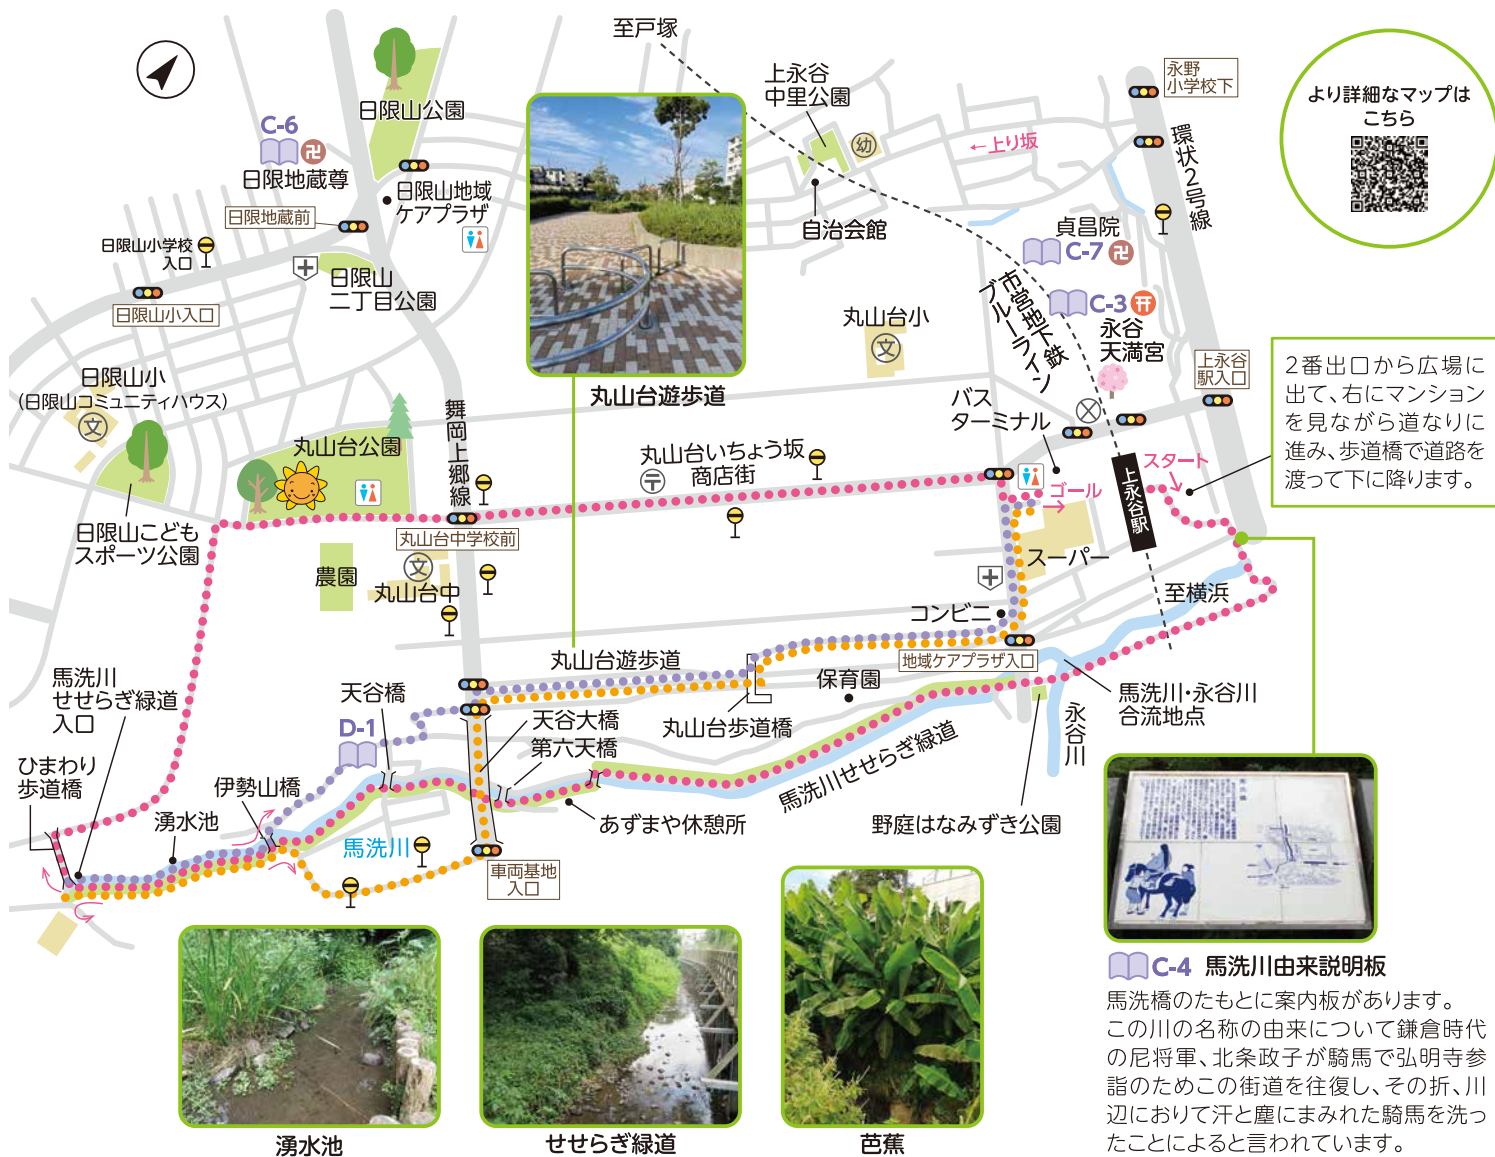 至戸塚
永野
小学校下
より詳細なマップは
こちら
上永谷
中里公園
日限山公園
C-6
卍
日限地蔵尊
日限山地域
ケアプラザ
日限地蔵前
幼
←上り坂
環状2号線
自治会館
貞昌院
C-7
卍
日限山小学校
入口
日限山
二丁目公園
日限山小入口
市営地下鉄
ブルーライン
C-3
永谷
天満宮
丸山台小
文
上永谷
駅入口
2番出口から広場に
出て、右にマンション
を見ながら道なりに
進み、歩道橋で道路を
渡って下に降ります。
日限山小
(日限山コミュニティハウス)
文
丸山台遊歩道
バス
ターミナル
舞岡上郷線
丸山台公園
丸山台いちょう坂
商店街
〒
スタート
ゴール
→
上永谷駅
日限山こども
スポーツ公園
丸山台中学校前
農園
文
丸山台中
スーパー
コンビニ
至横浜
地域ケアプラザ入口
丸山台遊歩道
保育園
馬洗川
せせらぎ緑道
入口
天谷橋
天谷大橋
丸山台歩道橋
馬洗川・永谷川
合流地点
永谷川
D-1
第六天橋
馬洗川せせらぎ緑道
ひまわり
歩道橋
伊勢山橋
湧水池
馬洗川
あずまや休憩所
野庭はなみずき公園
車両基地
入口
湧水池
せせらぎ緑道
芭蕉
C-4 馬洗川由来説明板
馬洗橋のたもとに案内板があります。
この川の名称の由来について鎌倉時代
の尼将軍、北条政子が騎馬で弘明寺参
詣のためこの街道を往復し、その折、川
辺におりて汗と塵にまみれた騎馬を洗っ
たことによると言われています。